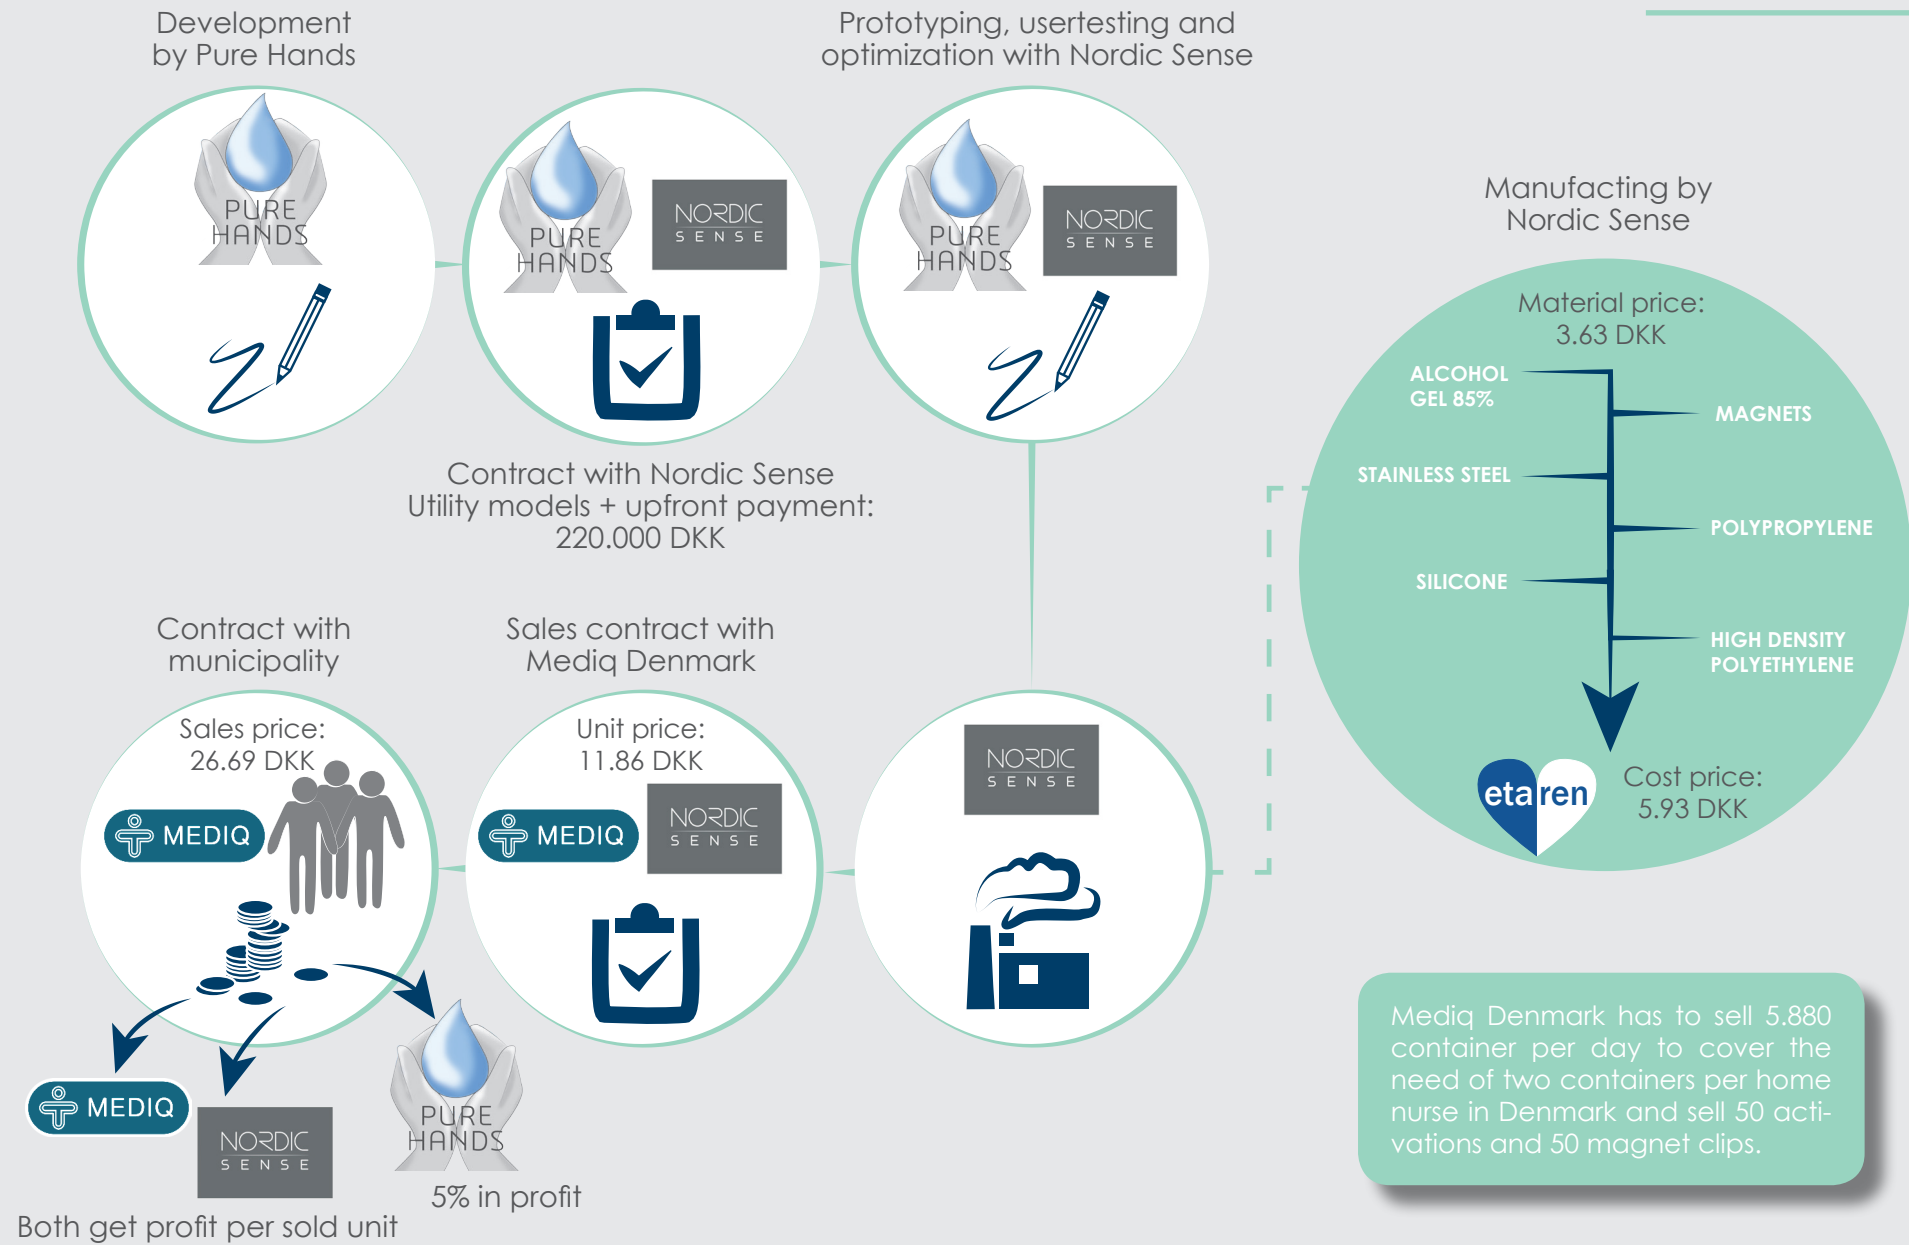 Development
by Pure Hands
PURE
HANDS
PURE
HANDS
NORDIC
SENSE
Contract with Nordic Sense
Utility models + upfront payment:
220.000 DKK
Prototyping, usertesting and
optimization with Nordic Sense
PURE
HANDS
NORDIC
SENSE
Manufacting by
Nordic Sense
Material price:
3.63 DKK
ALCOHOL
GEL 85%
MAGNETS
STAINLESS STEEL
POLYPROPYLENE
SILICONE
HIGH DENSITY
POLYETHYLENE
etaren
Cost price:
5.93 DKK
NORDIC
SENSE
Sales contract with
Mediq Denmark
Unit price:
11.86 DKK
MEDIQ
NORDIC
SENSE
Contract with
municipality
Sales price:
26.69 DKK
MEDIQ
MEDIQ
NORDIC
SENSE
Both get profit per sold unit
PURE
HANDS
5% in profit
Mediq Denmark has to sell 5.880
container per day to cover the
need of two containers per home
nurse in Denmark and sell 50 acti-
vations and 50 magnet clips.